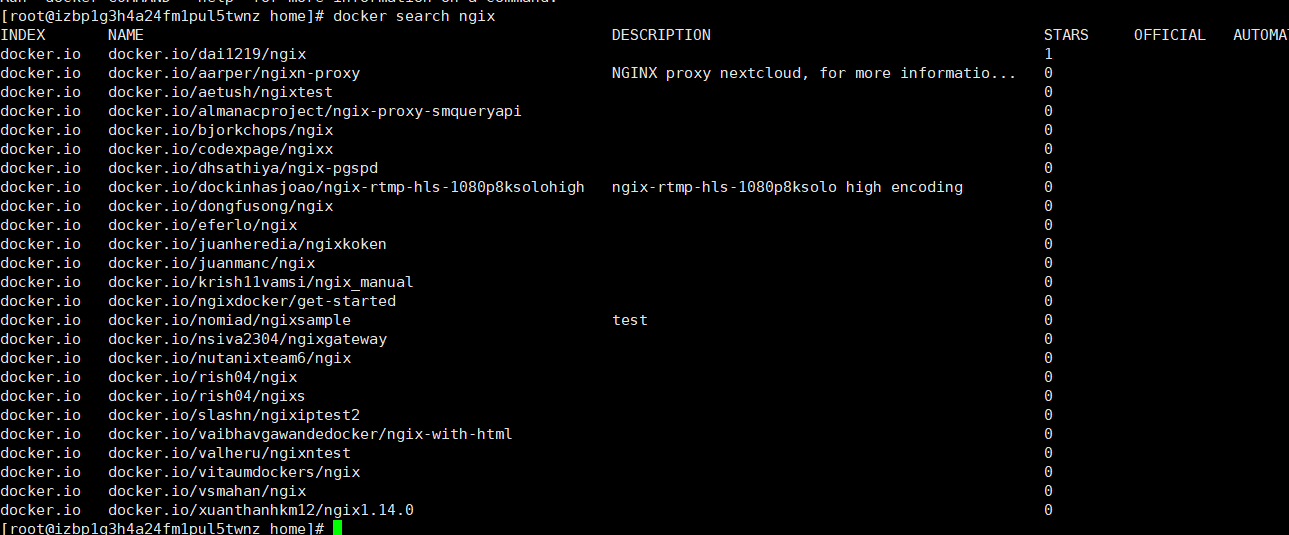 Run 'docker COMMAND --help' for more information on a command.
[root@izbp1g3h4a24fm1pul5twnz home]# docker search ngix
INDEX NAME DESCRIPTION STARS OFFICIAL AUTOMA
docker.io docker.io/dai1219/ngix 1
docker.io docker.io/aarper/ngixn-proxy NGINX proxy nextcloud, for more informatio... 0
docker.io docker.io/aetush/ngixtest 0
docker.io docker.io/almanacproject/ngix-proxy-smqueryapi 0
docker.io docker.io/bjorkchops/ngix 0
docker.io docker.io/codexpage/ngixx 0
docker.io docker.io/dhsathiya/ngix-pgspd 0
docker.io docker.io/dockinhasjoao/ngix-rtmp-hls-1080p8ksolohigh ngix-rtmp-hls-1080p8ksolo high encoding 0
docker.io docker.io/dongfusong/ngix 0
docker.io docker.io/eferlo/ngix 0
docker.io docker.io/juanheredia/ngixkoken 0
docker.io docker.io/juanmanc/ngix 0
docker.io docker.io/krish11vamsi/ngix_manual 0
docker.io docker.io/ngixdocker/get-started 0
docker.io docker.io/nomiad/ngixsample test 0
docker.io docker.io/nsiva2304/ngixgateway 0
docker.io docker.io/nutanixteam6/ngix 0
docker.io docker.io/rish04/ngix 0
docker.io docker.io/rish04/ngixs 0
docker.io docker.io/slashn/ngixiptest2 0
docker.io docker.io/vaibhavgawandedocker/ngix-with-html 0
docker.io docker.io/valheru/ngixntest 0
docker.io docker.io/vitaumdockers/ngix 0
docker.io docker.io/vsmahan/ngix 0
docker.io docker.io/xuanthanhkm12/ngix1.14.0 0
[root@izbp1g3h4a24fm1pul5twnz home]#